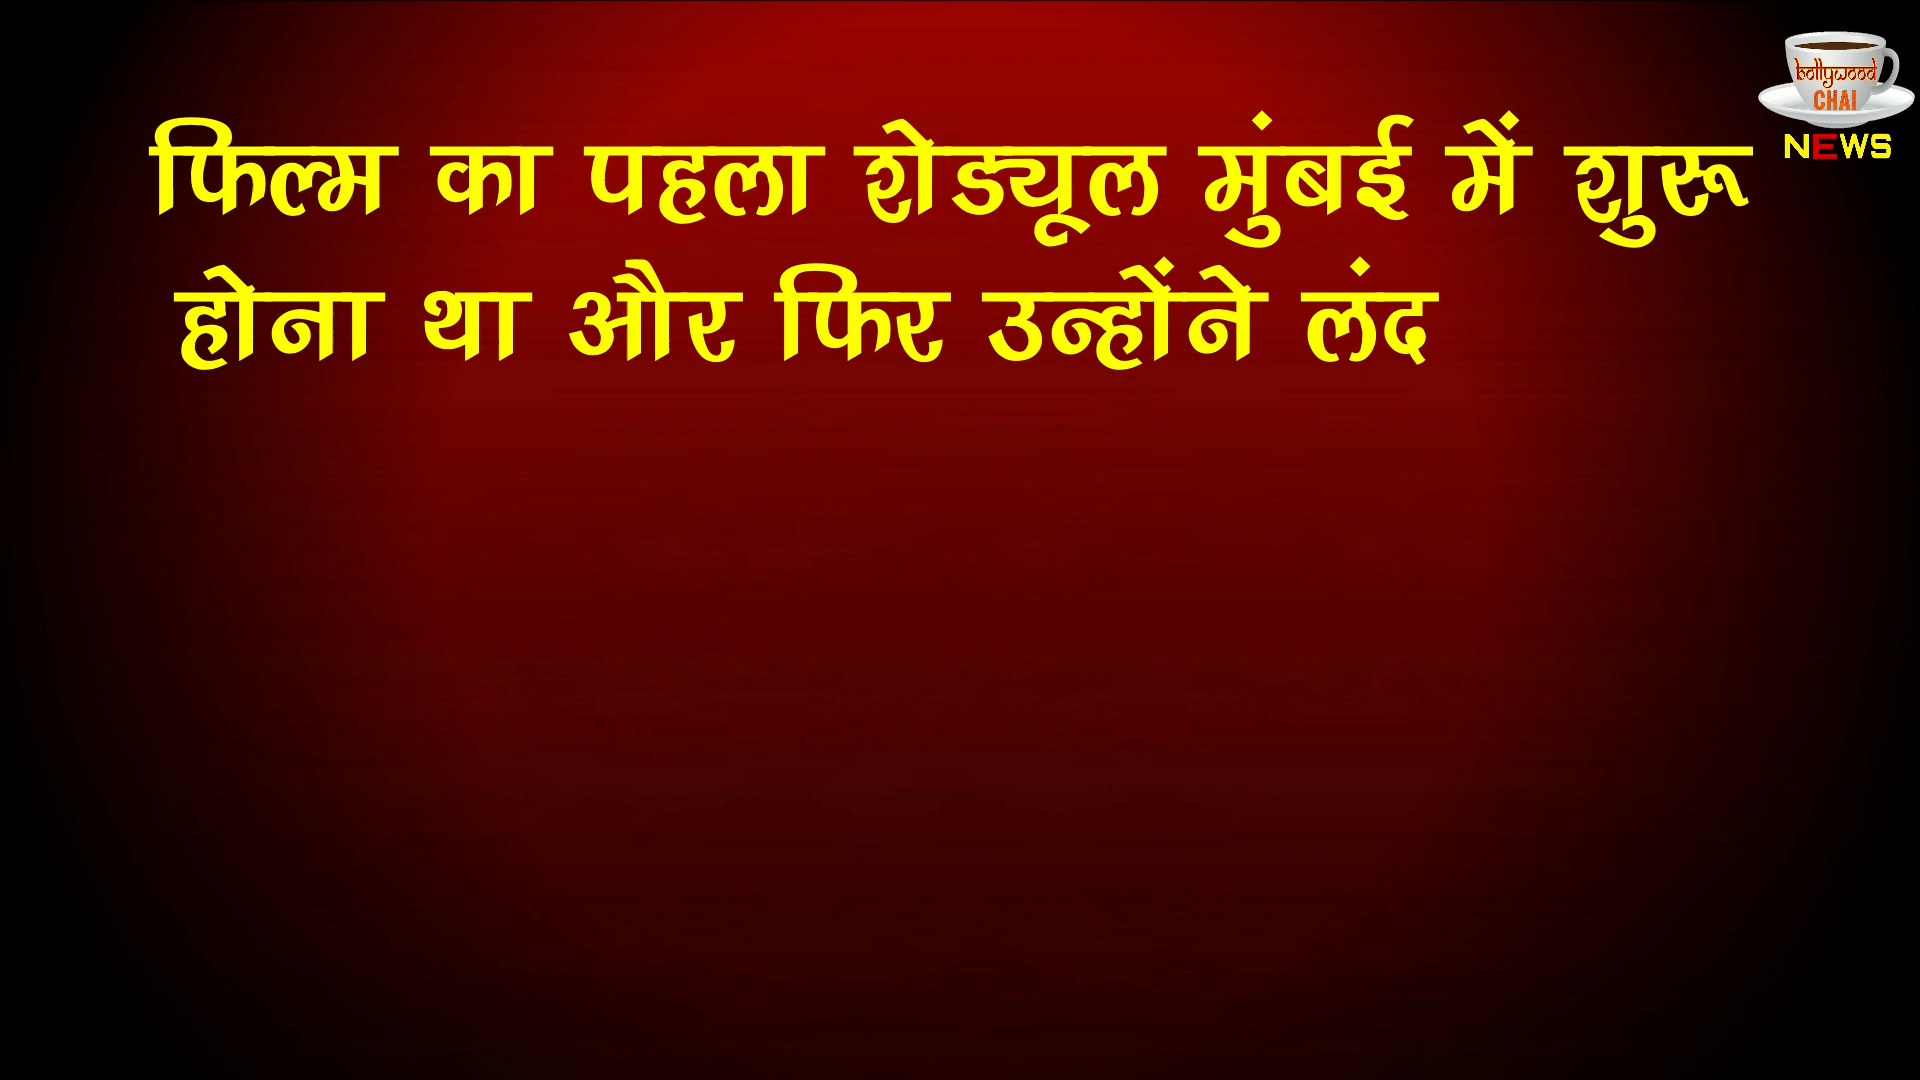 bollywood
CHAI
NEWS
फिल्म का पहला शेड्यूल मुंबई में शुरू
होना था और फिर उन्होंने लंद